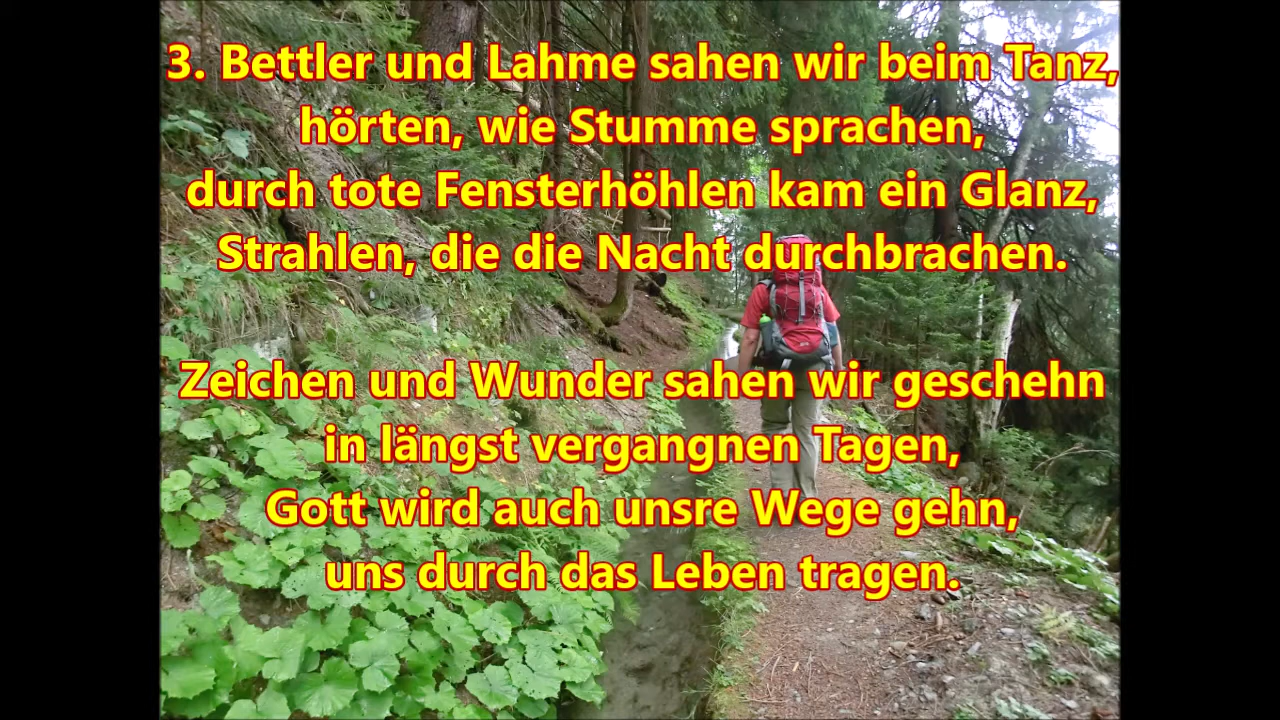 3. Bettler und Lahme sahen wir beim Tanz,
hörten, wie Stumme sprachen,
durch tote Fensterhöhlen kam ein Glanz,
Strahlen, die die Nacht durchbrachen.
Zeichen und Wunder sahen wir geschehn
in längst vergangnen Tagen,
Gott wird auch unsre Wege gehn,
uns durch das Leben tragen.